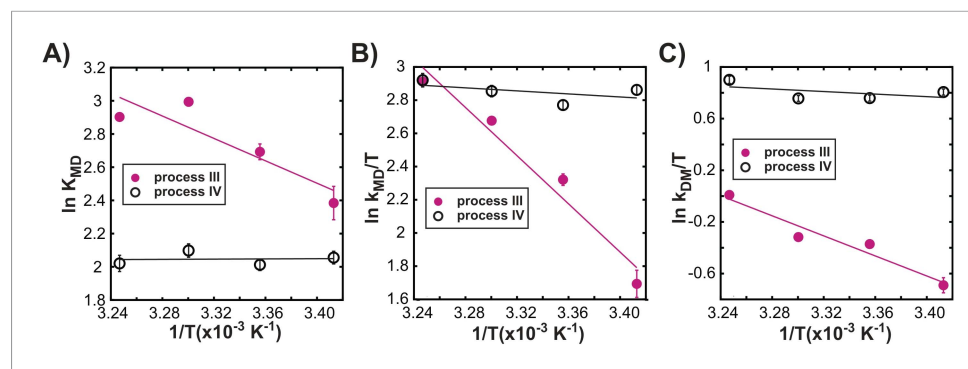 A)
3.2
3
2.8
2.6
2.4
2.2
2
1.8
ln K_MD
process III
process IV
3.24 3.28 3.32 3.36 3.40
1/T(x10⁻³ K⁻¹)
B)
3
2.8
2.6
2.4
2.2
2
1.8
1.6
ln k_MD/T
process III
process IV
3.24 3.28 3.32 3.36 3.40
1/T(x10⁻³ K⁻¹)
C)
1
0.6
0.2
-0.2
-0.6
ln k_DM/T
process III
process IV
3.24 3.28 3.32 3.36 3.40
1/T(x10⁻³ K⁻¹)